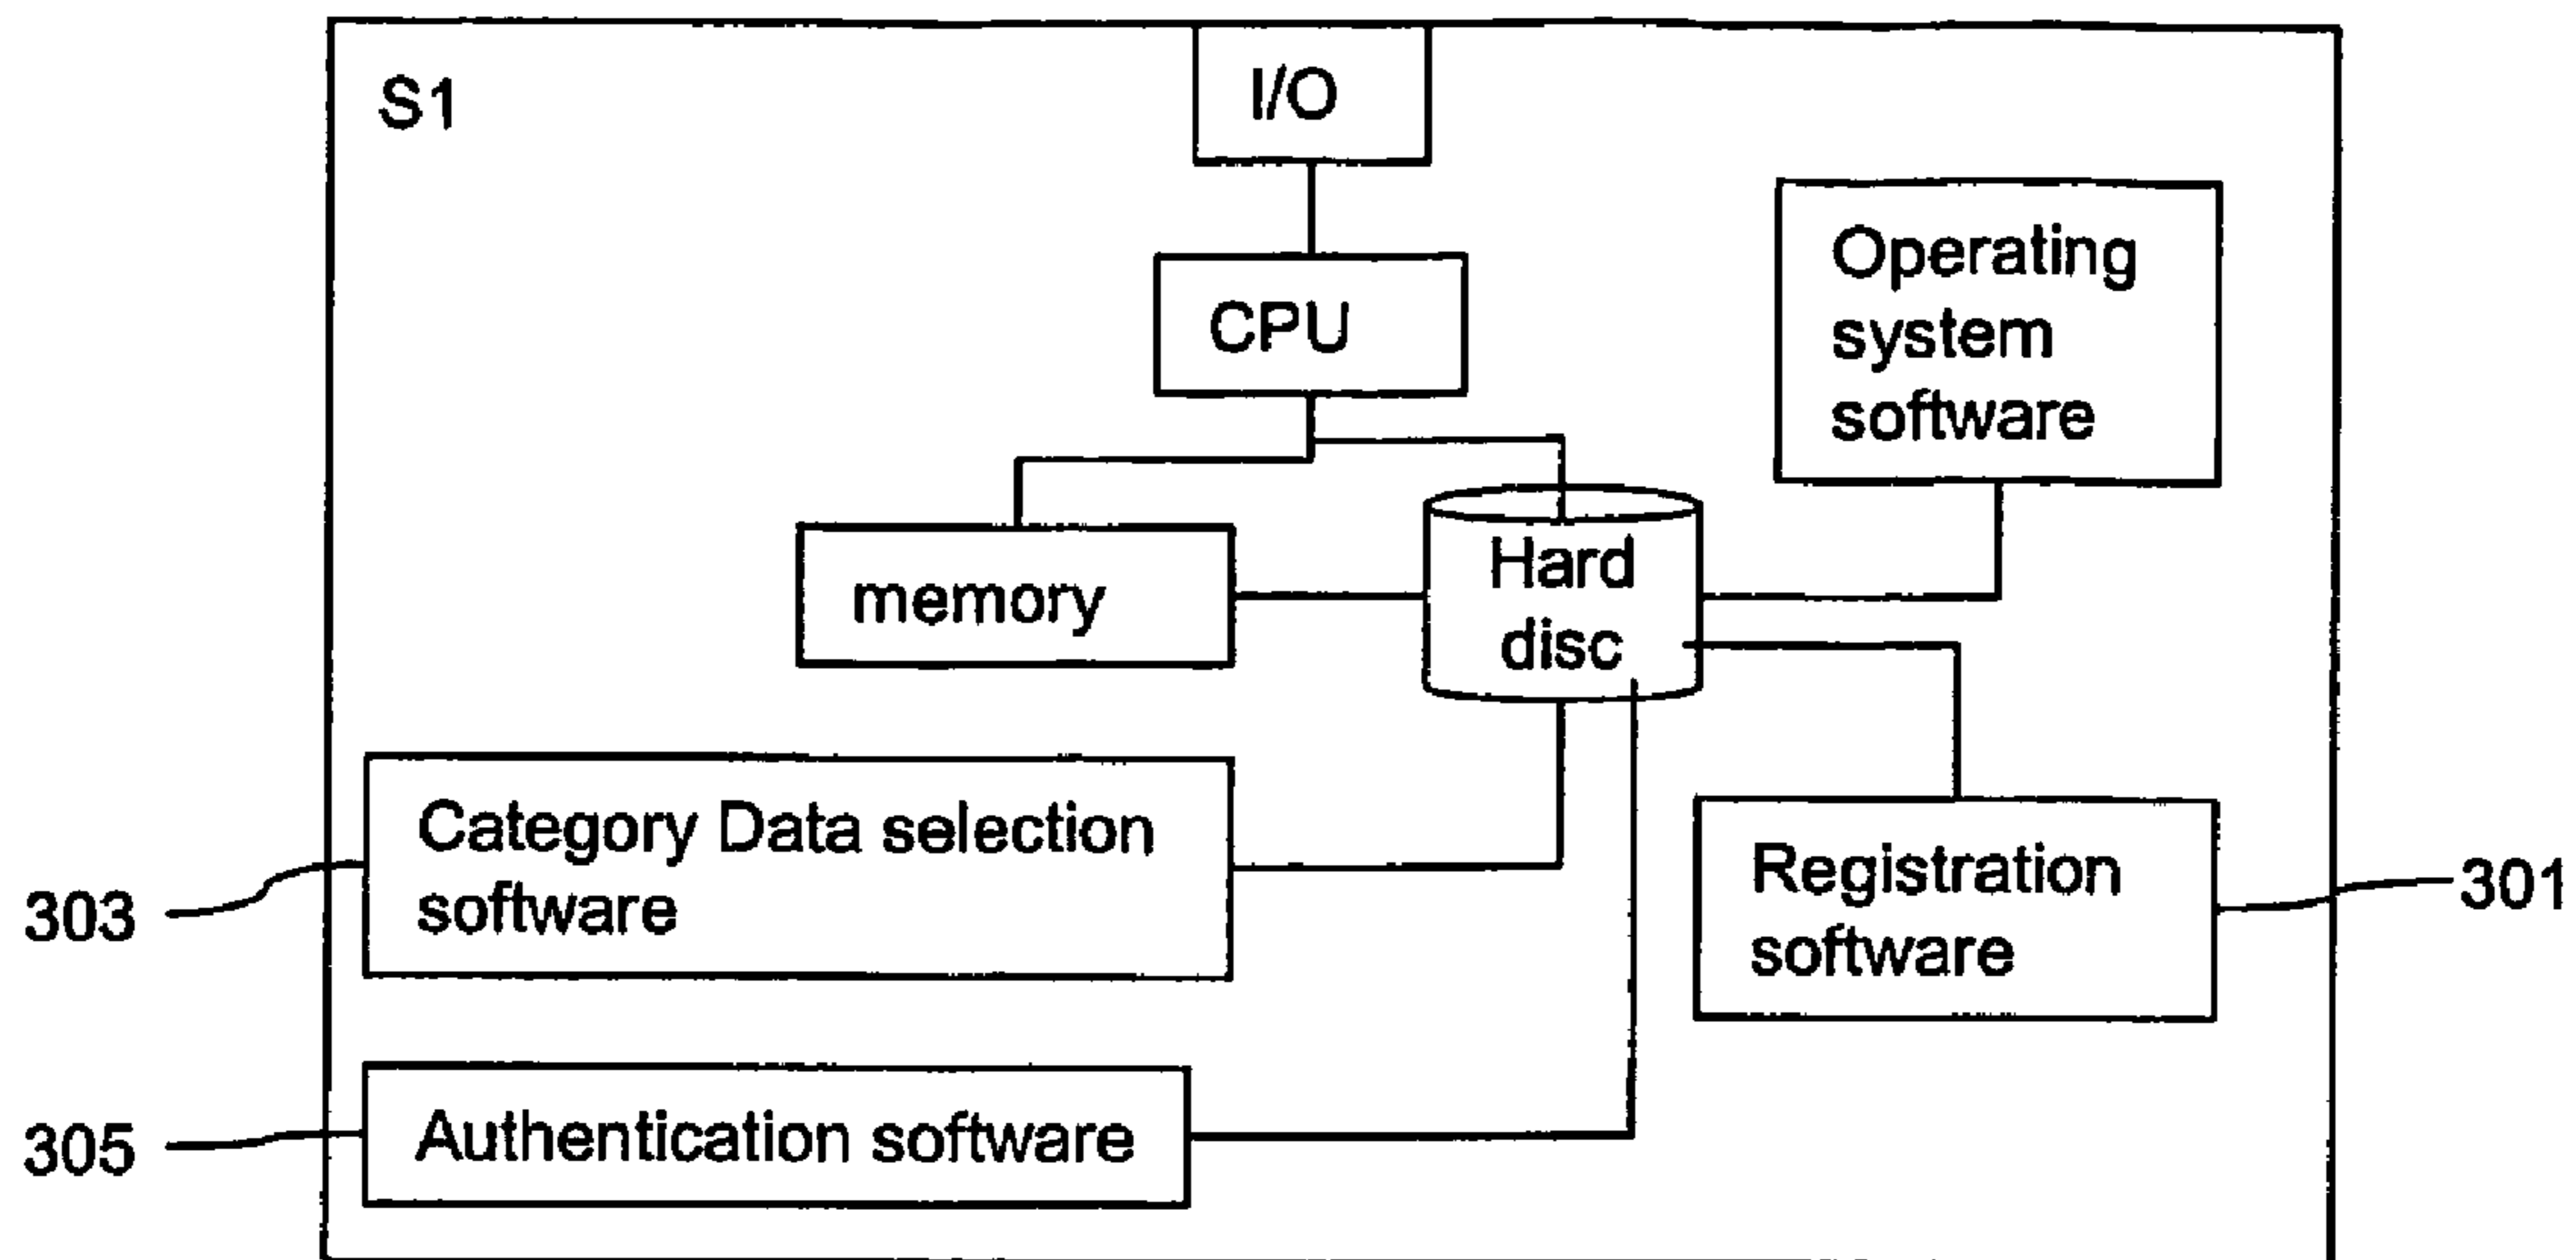 S1
I/O
CPU
Operating
system
software
memory
Hard
disc
Category Data selection
software
303
Registration
software
301
Authentication software
305